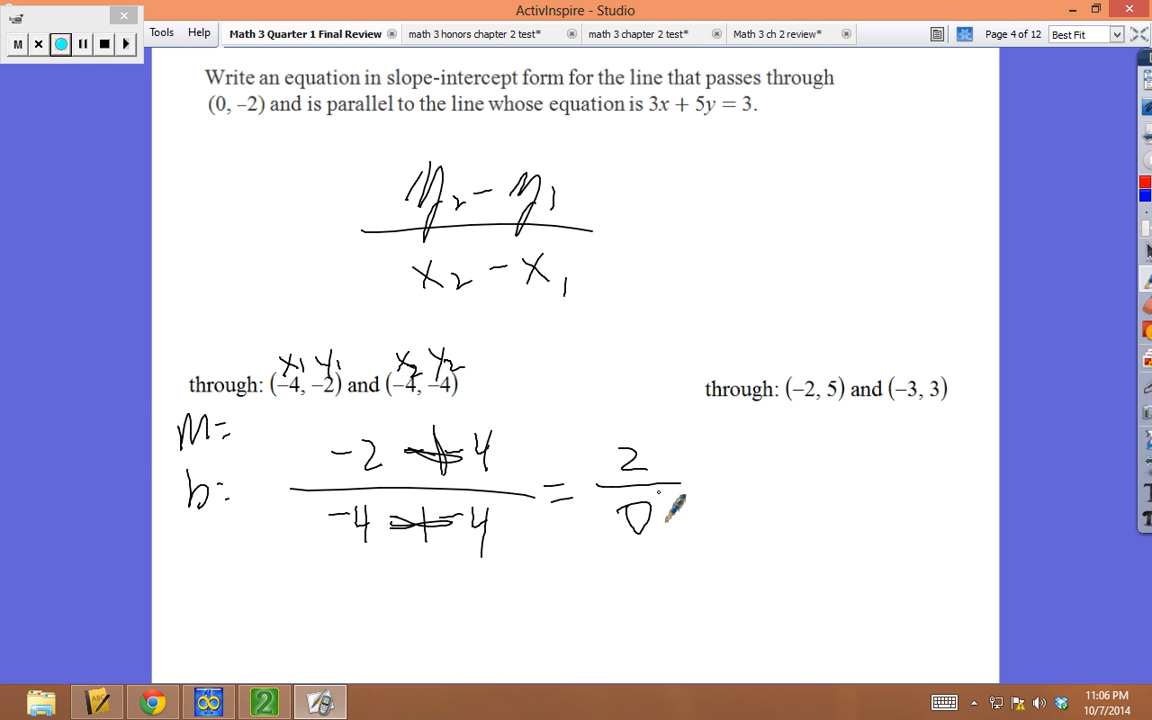 ActivInspire - Studio
M
Tools Help Math 3 Quarter 1 Final Review math 3 honors chapter 2 test* math 3 chapter 2 test* Math 3 ch 2 review* Page 4 of 12 Best Fit
Write an equation in slope-intercept form for the line that passes through
(0, –2) and is parallel to the line whose equation is 3x + 5y = 3.
y2 - y1
x2 - x1
x1 y1 x2 y2
through: (–4, –2) and (–4, –4)
through: (–2, 5) and (–3, 3)
M=
b=
-2 + 4
-4 + 4
=
2
0
ABC
2
11:06 PM
10/7/2014